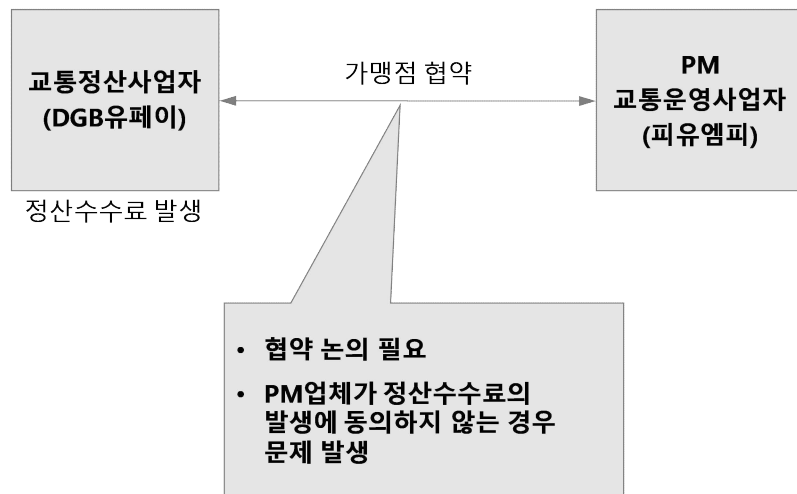 교통정산사업자
(DGB유페이)
가맹점 협약
PM
교통운영사업자
(피유엠피)
정산수수료 발생
• 협약 논의 필요
• PM업체가 정산수수료의
발생에 동의하지 않는 경우
문제 발생